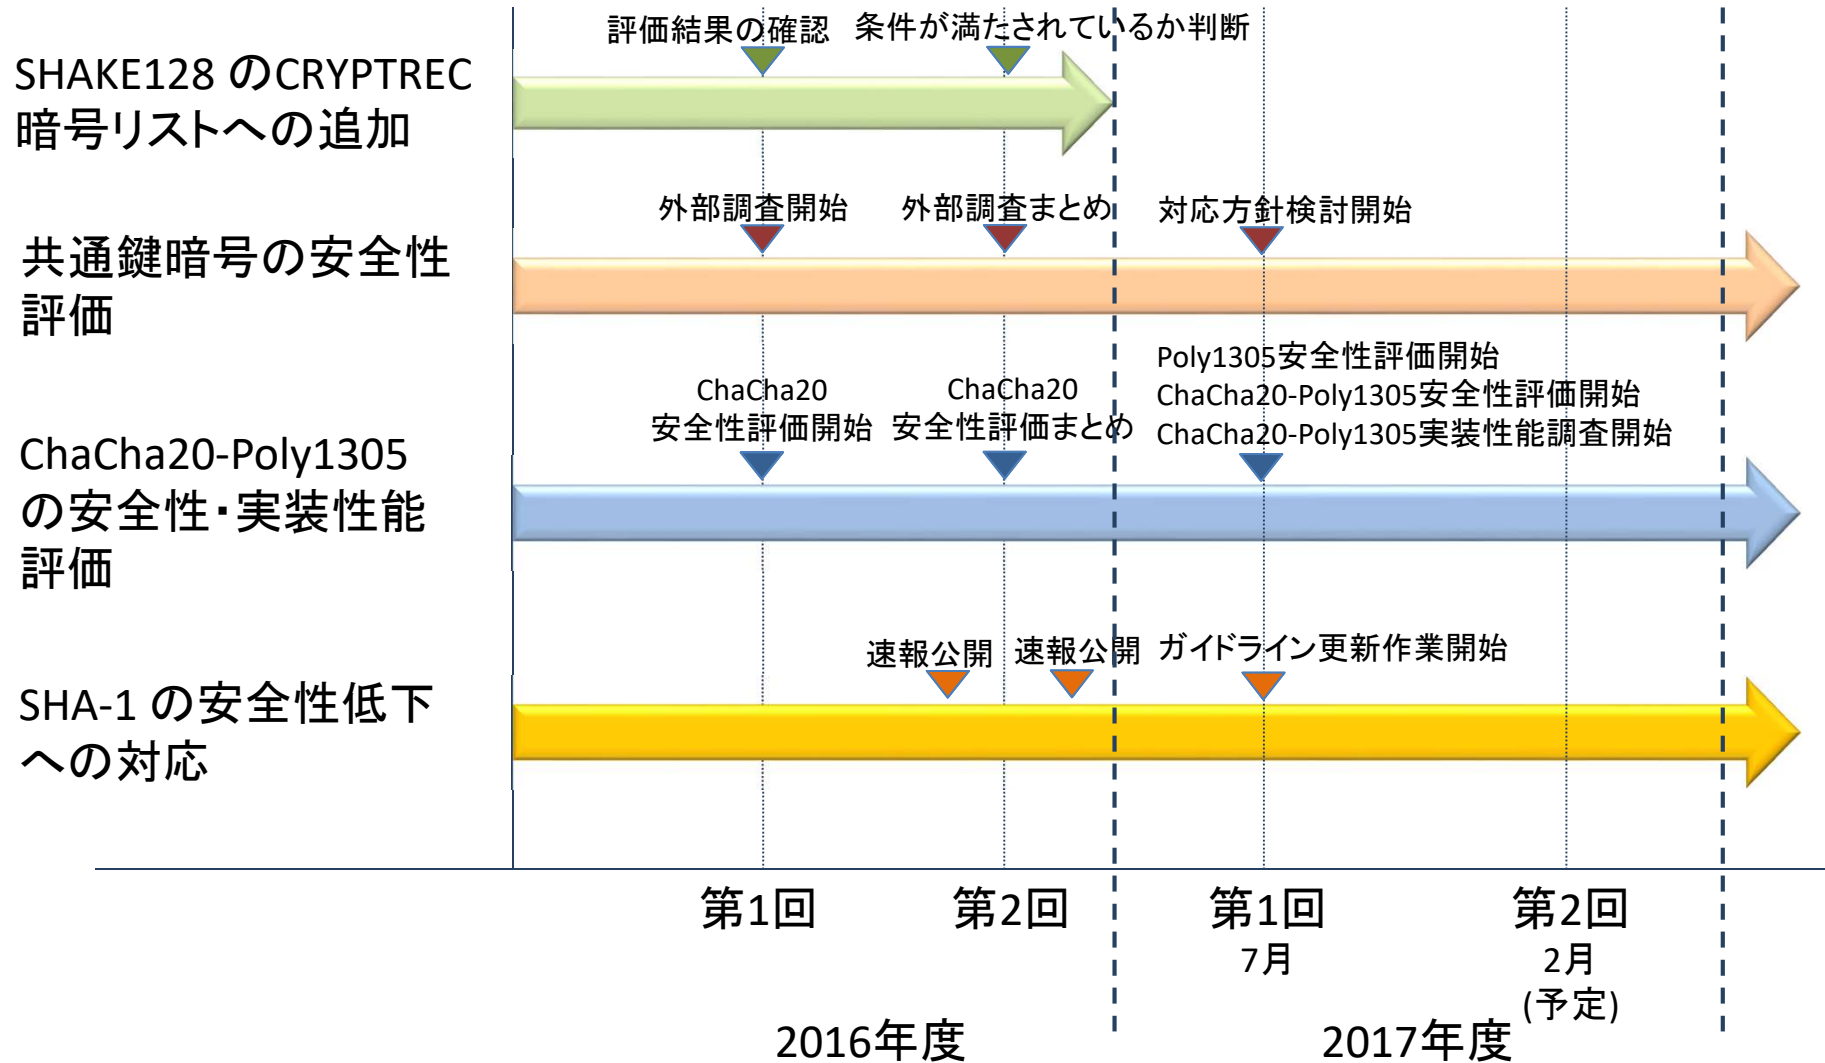 評価結果の確認
条件が満たされているか判断
SHAKE128 のCRYPTREC
暗号リストへの追加
外部調査開始
外部調査まとめ
対応方針検討開始
共通鍵暗号の安全性
評価
Poly1305安全性評価開始
ChaCha20-Poly1305安全性評価開始
ChaCha20-Poly1305実装性能調査開始
ChaCha20
安全性評価開始
ChaCha20
安全性評価まとめ
ChaCha20-Poly1305
の安全性・実装性能
評価
速報公開
速報公開
ガイドライン更新作業開始
SHA-1 の安全性低下
への対応
第1回
第2回
第1回
7月
第2回
2月
(予定)
2016年度
2017年度